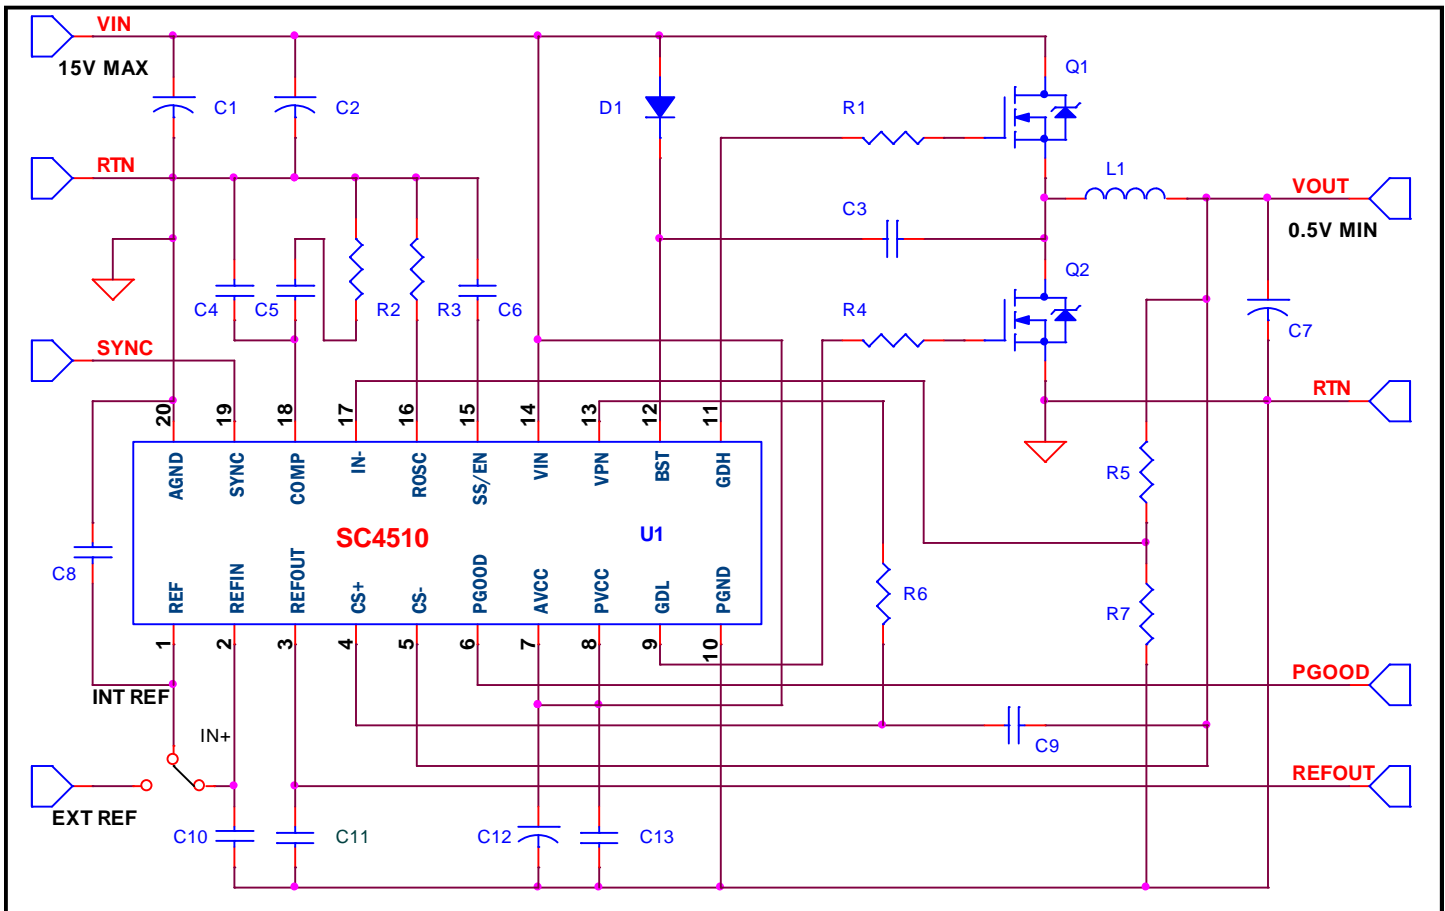 VIN
15V MAX
C1
C2
D1
R1
Q1
RTN
L1
VOUT
0.5V MIN
C3
C4
C5
R2
R3
C6
R4
Q2
C7
SYNC
RTN
20 19 18 17 16 15 14 13 12 11
AGND SYNC COMP IN- ROSC SS/EN VIN VPN BST GDH
R5
SC4510
U1
C8
REF REFIN REFOUT CS+ CS- PGOOD AVCC PVCC GDL PGND
R6
R7
1 2 3 4 5 6 7 8 9 10
PGOOD
INT REF
IN+
C9
REFOUT
EXT REF
C10
C11
C12
C13